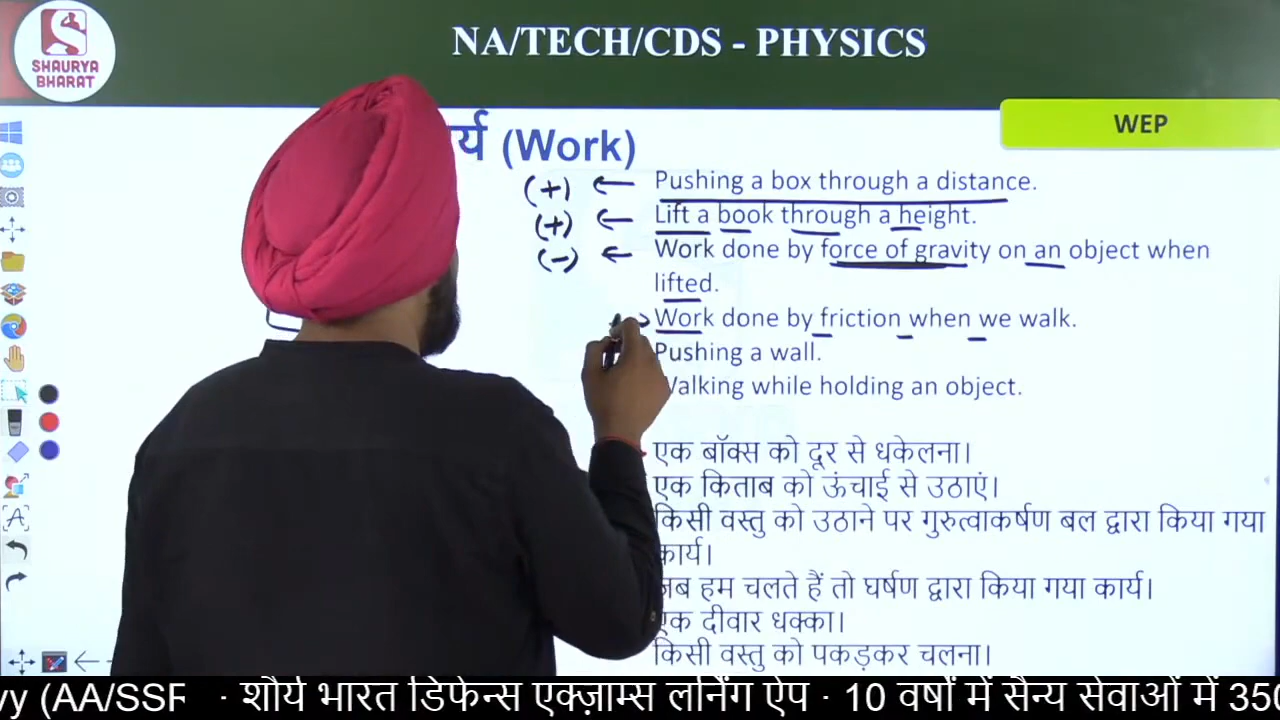 SHAURYA
BHARAT
NA/TECH/CDS - PHYSICS
WEP
र्य (Work)
(+) ← Pushing a box through a distance.
(+) ← Lift a book through a height.
(-) ← Work done by force of gravity on an object when
lifted.
Work done by friction when we walk.
Pushing a wall.
Walking while holding an object.
एक बॉक्स को दूर से धकेलना।
एक किताब को ऊंचाई से उठाएं।
किसी वस्तु को उठाने पर गुरुत्वाकर्षण बल द्वारा किया गया
कार्य।
जब हम चलते हैं तो घर्षण द्वारा किया गया कार्य।
एक दीवार धक्का।
किसी वस्तु को पकड़कर चलना।
vy (AA/SSR · शौर्य भारत डिफेन्स एक्ज़ाम्स लर्निंग ऐप · 10 वर्षों में सैन्य सेवाओं में 350